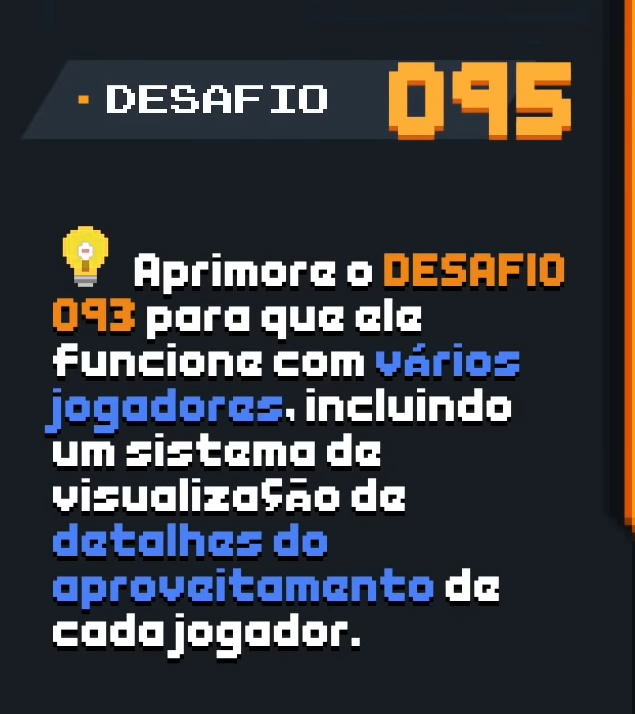 DESAFIO 095
Aprimore o DESAFIO
093 para que ele
funcione com vários
jogadores, incluindo
um sistema de
visualização de
detalhes do
aproveitamento de
cada jogador.